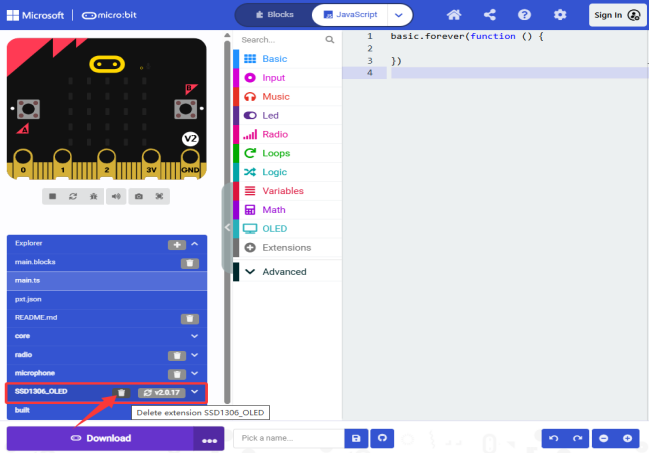 Microsoft micro:bit Blocks JavaScript Sign In
B
A
V2
0 1 2 3V GND
Search...
Basic
Input
Music
Led
Radio
Loops
Logic
Variables
Math
OLED
Extensions
Advanced
1 basic.forever(function () {
2
3 })
4
Explorer
main.blocks
main.ts
pxt.json
README.md
core
radio
microphone
SSD1306_OLED v2.0.17
Delete extension SSD1306_OLED
built
Download
Pick a name...